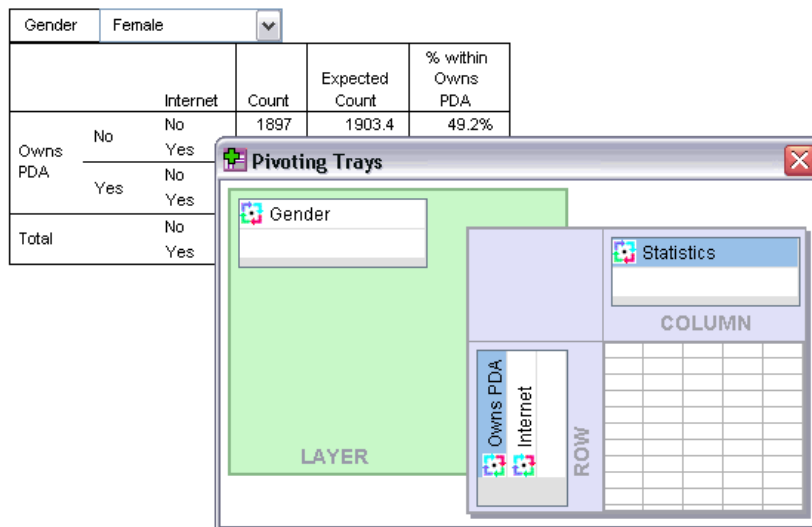 Gender Female
% within
Expected Owns
Internet Count Count PDA
No 1897 1903.4 49.2%
No
Owns Yes
PDA
No
Yes
Yes
No
Total
Yes
Pivoting Trays
Gender
Statistics
COLUMN
Owns PDA
Internet
ROW
LAYER